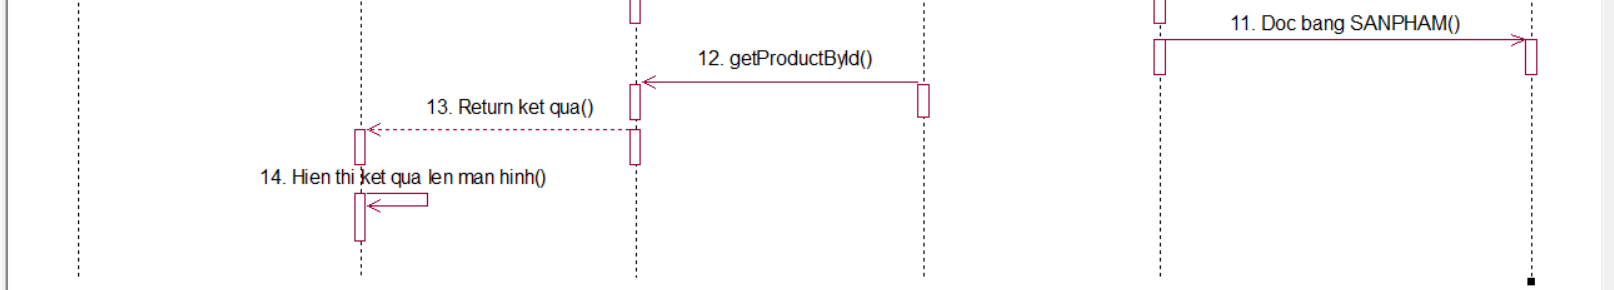 11. Doc bang SANPHAM()
12. getProductById()
13. Return ket qua()
14. Hien thi ket qua len man hinh()